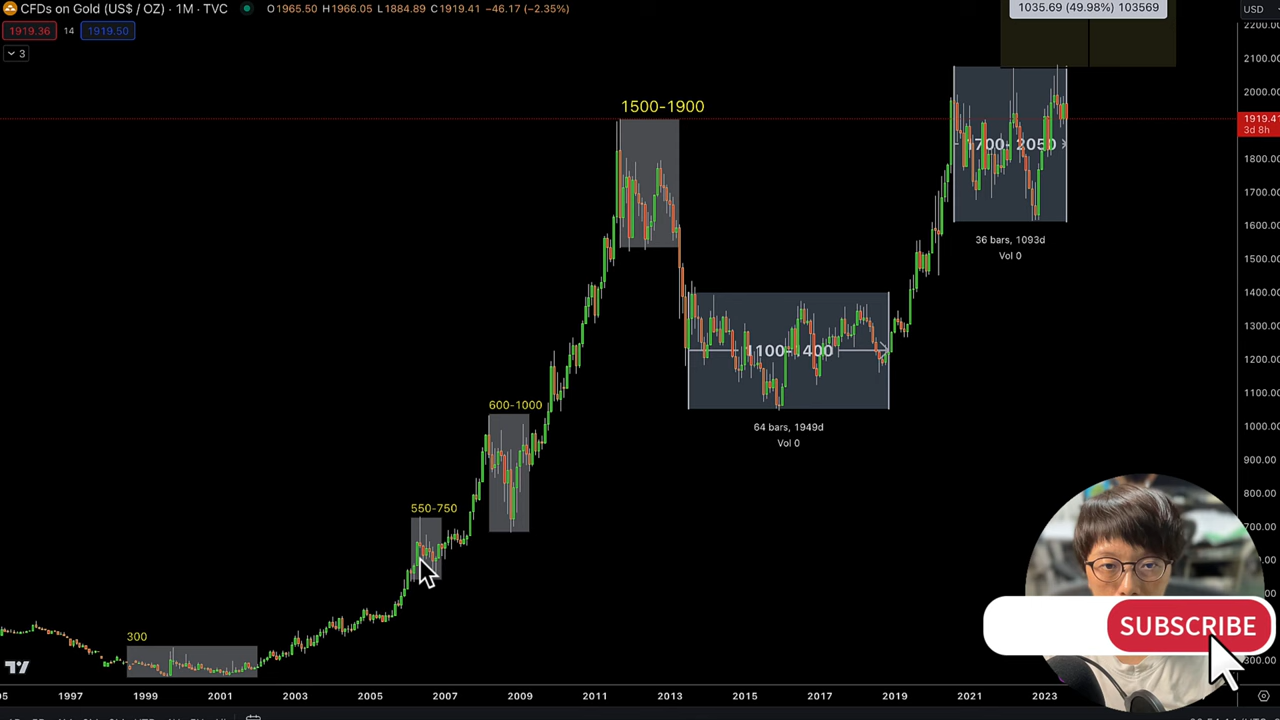 CFDs on Gold (US$ / OZ) · 1M · TVC O1965.50 H1966.05 L1884.89 C1919.41 −46.17 (−2.35%)
1035.69 (49.98%) 103569
USD
1919.36 14 1919.50
3
2200.00
2100.00
2000.00
1919.41
3d 8h
1800.00
1700.00
1600.00
1500.00
1400.00
1300.00
1200.00
1100.00
1000.00
900.00
800.00
700.00
300.00
1500-1900
1700- 2050
36 bars, 1093d
Vol 0
1100-1400
64 bars, 1949d
Vol 0
600-1000
550-750
300
SUBSCRIBE
1997 1999 2001 2003 2005 2007 2009 2011 2013 2015 2017 2019 2021 2023